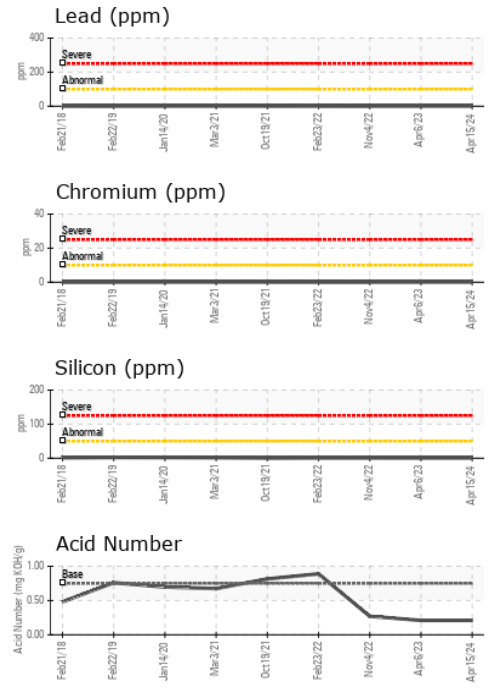 Lead (ppm)
400
Severe
200
Abnormal
0
ppm
Feb21/18
Feb22/19
Jan14/20
Mar3/21
Oct19/21
Feb23/22
Nov4/22
Apr6/23
Apr15/24
Chromium (ppm)
40
Severe
20
Abnormal
0
ppm
Feb21/18
Feb22/19
Jan14/20
Mar3/21
Oct19/21
Feb23/22
Nov4/22
Apr6/23
Apr15/24
Silicon (ppm)
200
Severe
100
Abnormal
0
ppm
Feb21/18
Feb22/19
Jan14/20
Mar3/21
Oct19/21
Feb23/22
Nov4/22
Apr6/23
Apr15/24
Acid Number
1.00
Base
0.50
0.00
Acid Number (mg KOH/g)
Feb21/18
Feb22/19
Jan14/20
Mar3/21
Oct19/21
Feb23/22
Nov4/22
Apr6/23
Apr15/24